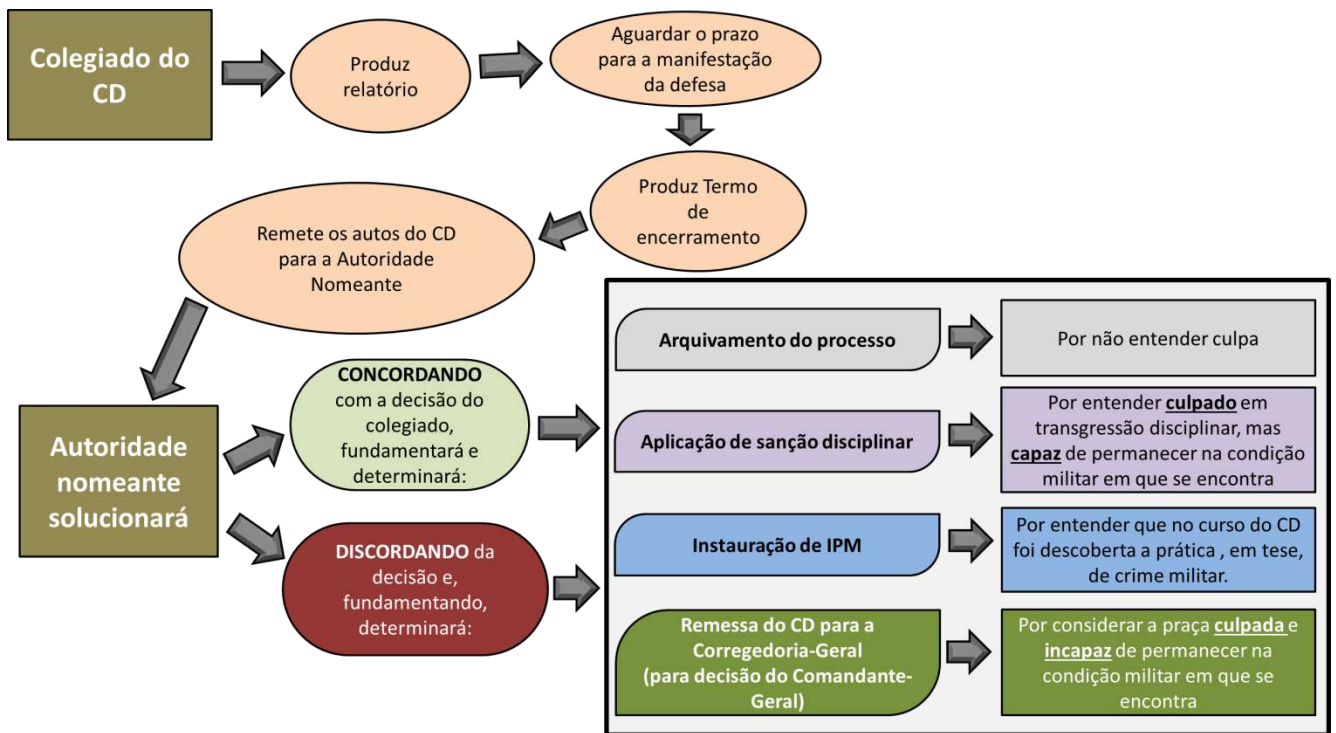 Colegiado do
CD
Produz
relatório
Aguardar o prazo
para a manifestação
da defesa
Produz Termo
de
encerramento
Remete os autos do CD
para a Autoridade
Nomeante
Autoridade
nomeante
solucionará
CONCORDANDO
com a decisão do
colegiado,
fundamentará e
determinará:
DISCORDANDO da
decisão e,
fundamentando,
determinará:
Arquivamento do processo
Por não entender culpa
Aplicação de sanção disciplinar
Por entender culpado em
transgressão disciplinar, mas
capaz de permanecer na condição
militar em que se encontra
Instauração de IPM
Por entender que no curso do CD
foi descoberta a prática , em tese,
de crime militar.
Remessa do CD para a
Corregedoria-Geral
(para decisão do Comandante-
Geral)
Por considerar a praça culpada e
incapaz de permanecer na
condição militar em que se
encontra